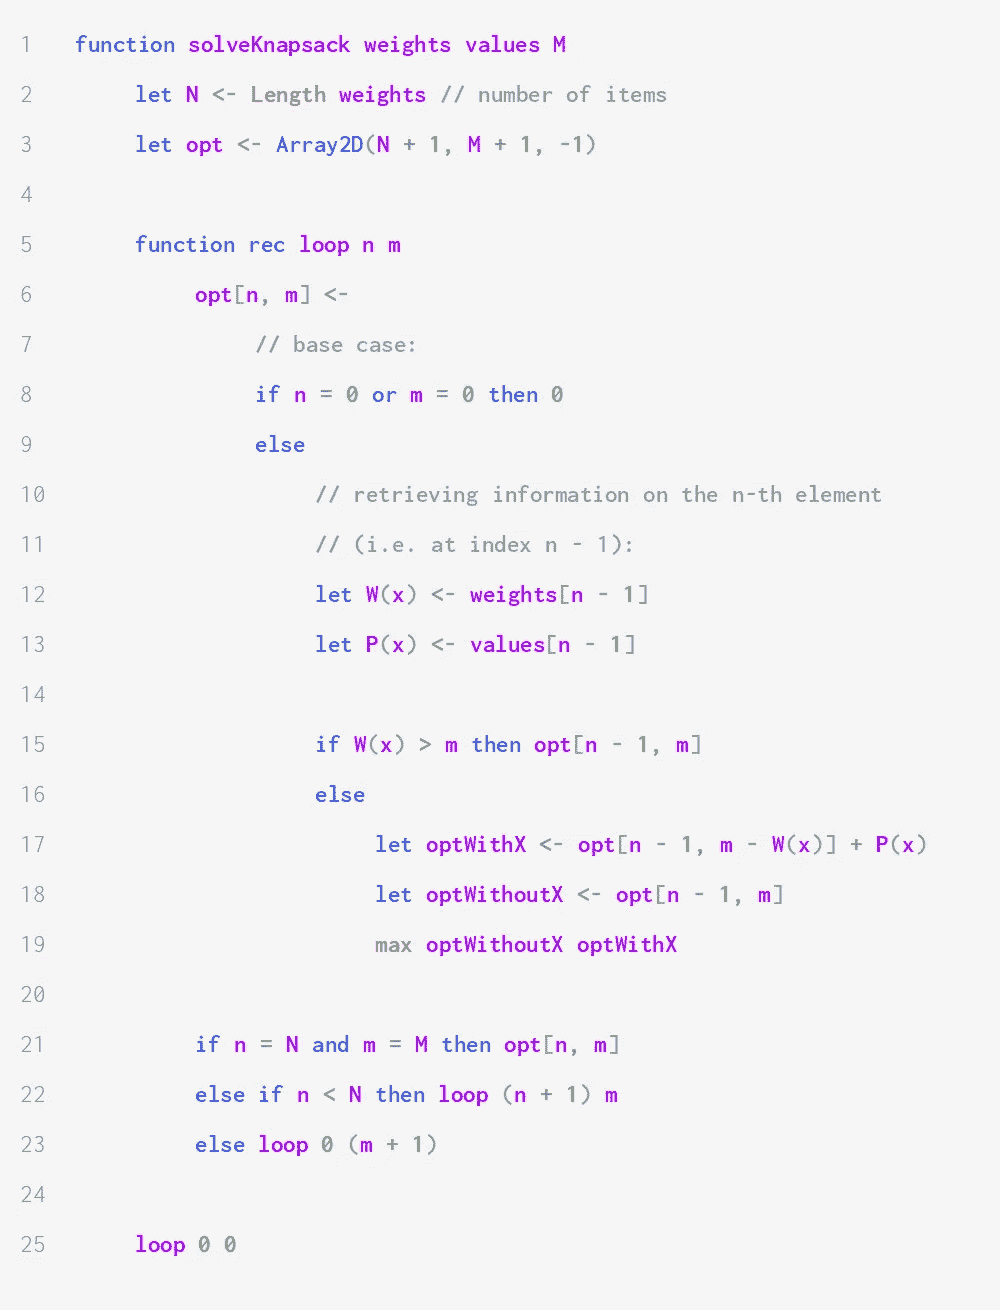 1 function solveKnapsack weights values M
2 let N <- Length weights // number of items
3 let opt <- Array2D(N + 1, M + 1, -1)
4
5 function rec loop n m
6 opt[n, m] <-
7 // base case:
8 if n = 0 or m = 0 then 0
9 else
10 // retrieving information on the n-th element
11 // (i.e. at index n - 1):
12 let W(x) <- weights[n - 1]
13 let P(x) <- values[n - 1]
14
15 if W(x) > m then opt[n - 1, m]
16 else
17 let optWithX <- opt[n - 1, m - W(x)] + P(x)
18 let optWithoutX <- opt[n - 1, m]
19 max optWithoutX optWithX
20
21 if n = N and m = M then opt[n, m]
22 else if n < N then loop (n + 1) m
23 else loop 0 (m + 1)
24
25 loop 0 0